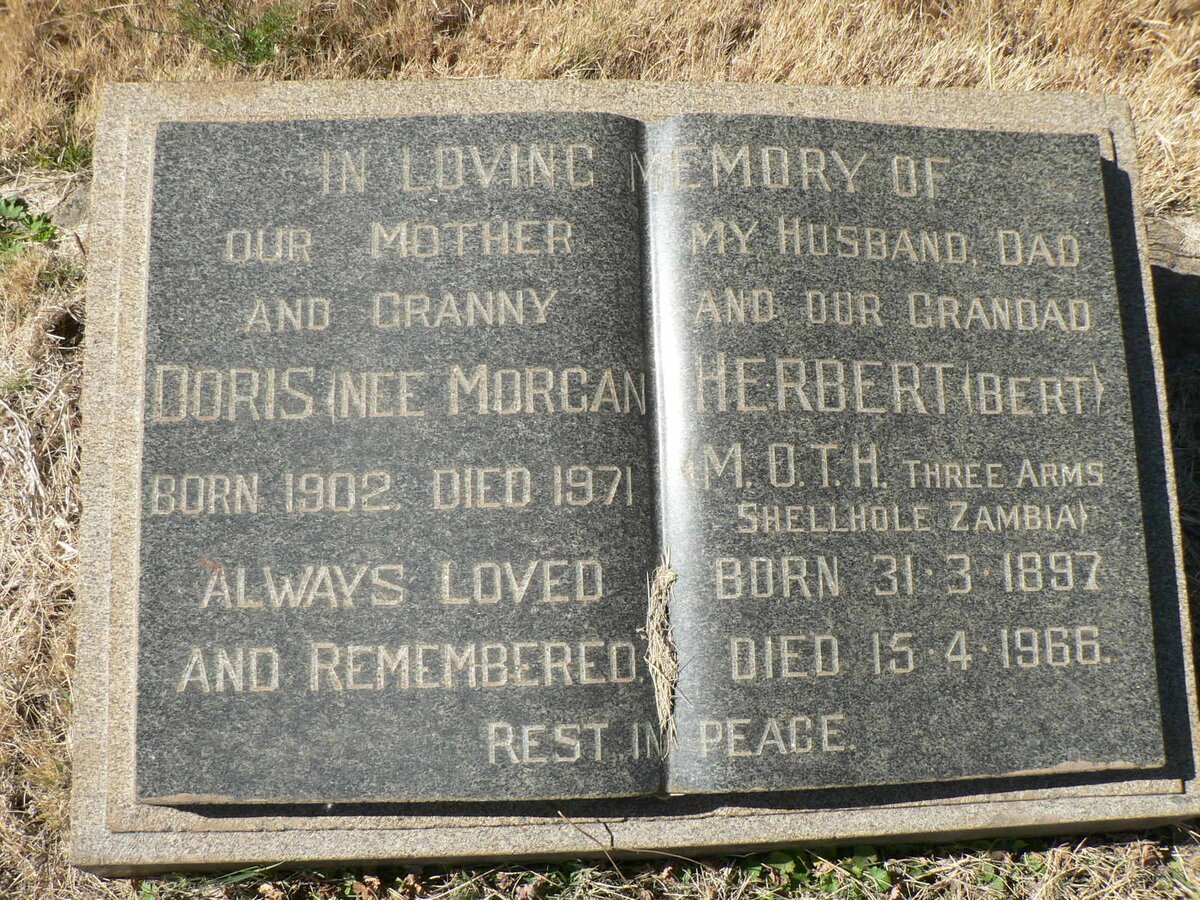 IN LOVING MEMORY OF
OUR MOTHER
AND GRANNY
DORIS (NEE MORGAN
BORN 1902. DIED 1971
ALWAYS LOVED
AND REMEMBERED.
MY HUSBAND, DAD
AND OUR GRANDAD
HERBERT (BERT)
(M.O.T.H. THREE ARMS
SHELLHOLE ZAMBIA)
BORN 31·3·1897
DIED 15·4·1966.
REST IN PEACE.